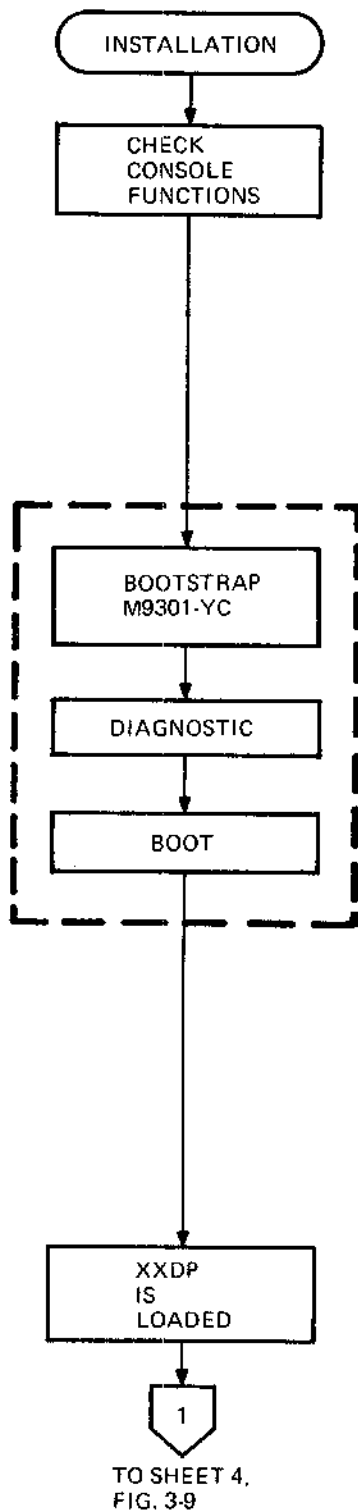 INSTALLATION
CHECK
CONSOLE
FUNCTIONS
BOOTSTRAP
M9301-YC
DIAGNOSTIC
BOOT
XXDP
IS
LOADED
1
TO SHEET 4,
FIG. 3-9